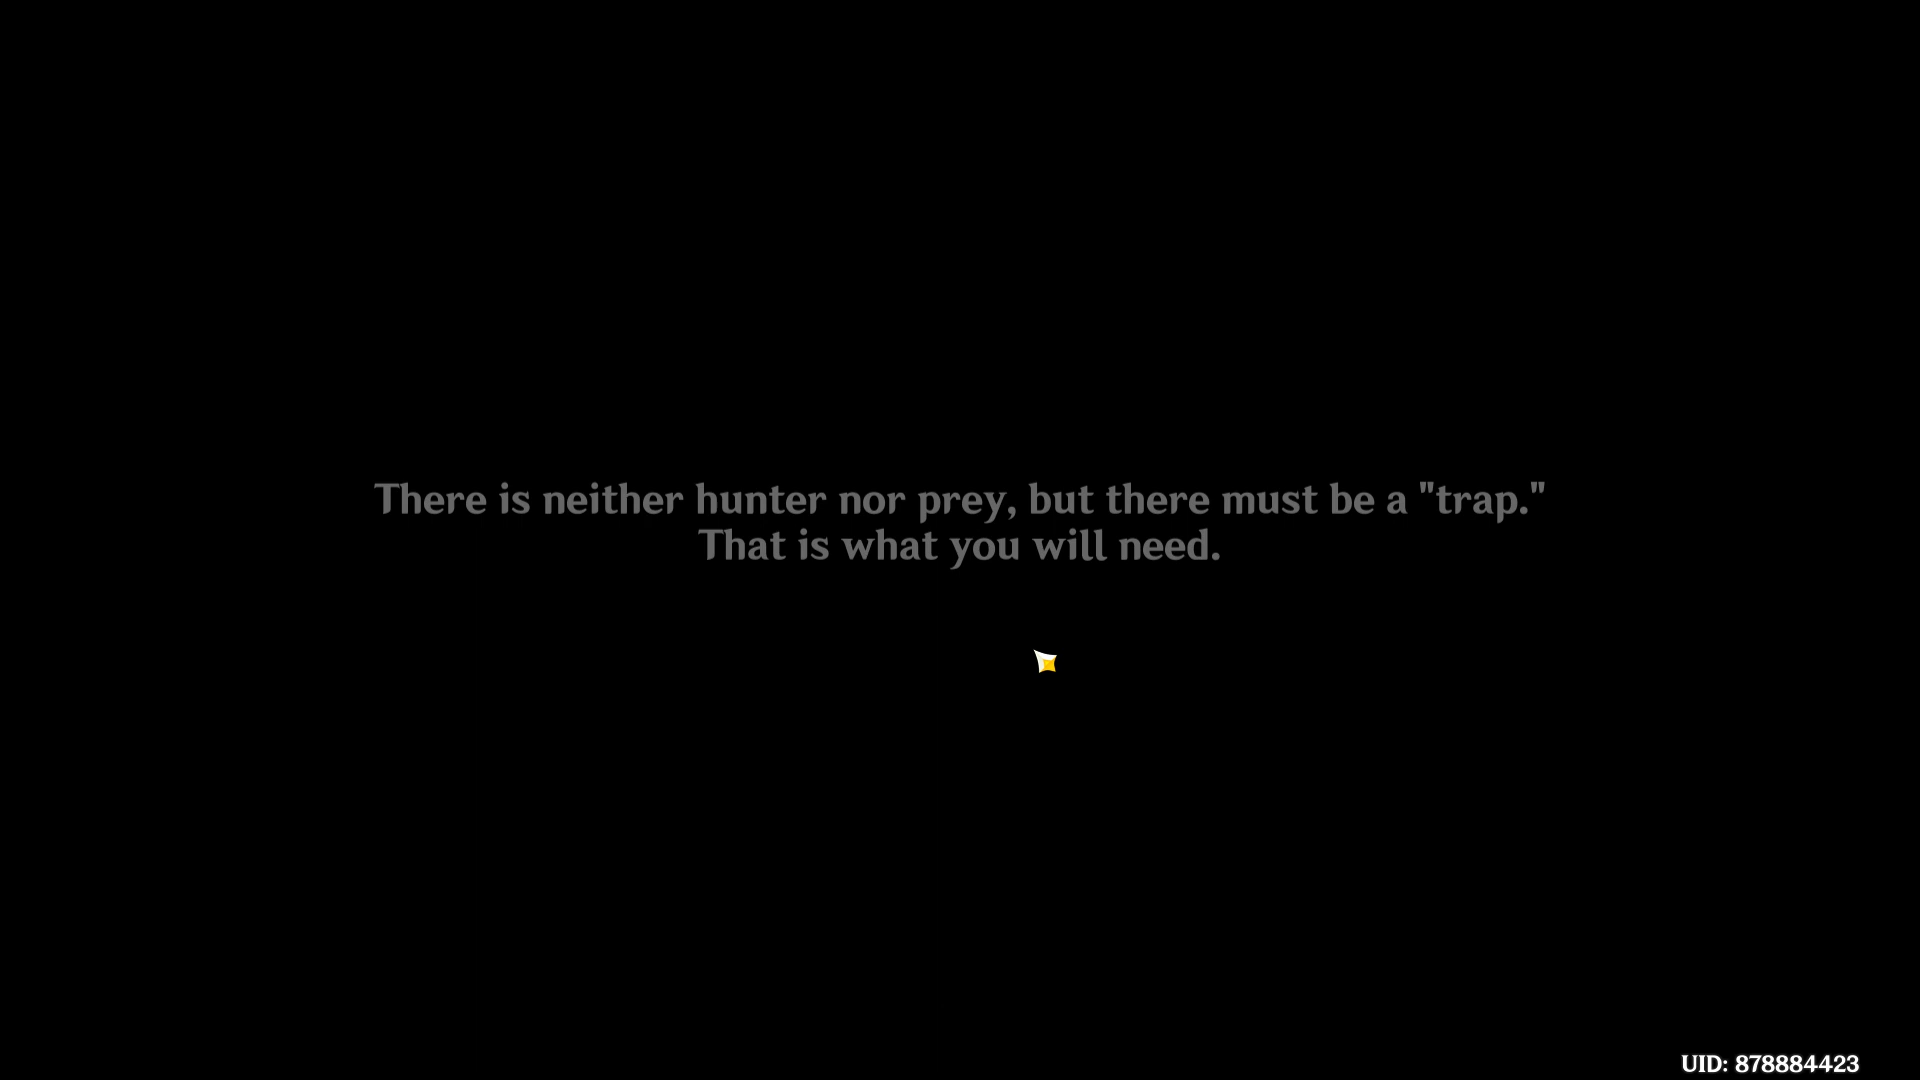 There is neither hunter nor prey, but there must be a "trap."
That is what you will need.
UID: 878884423